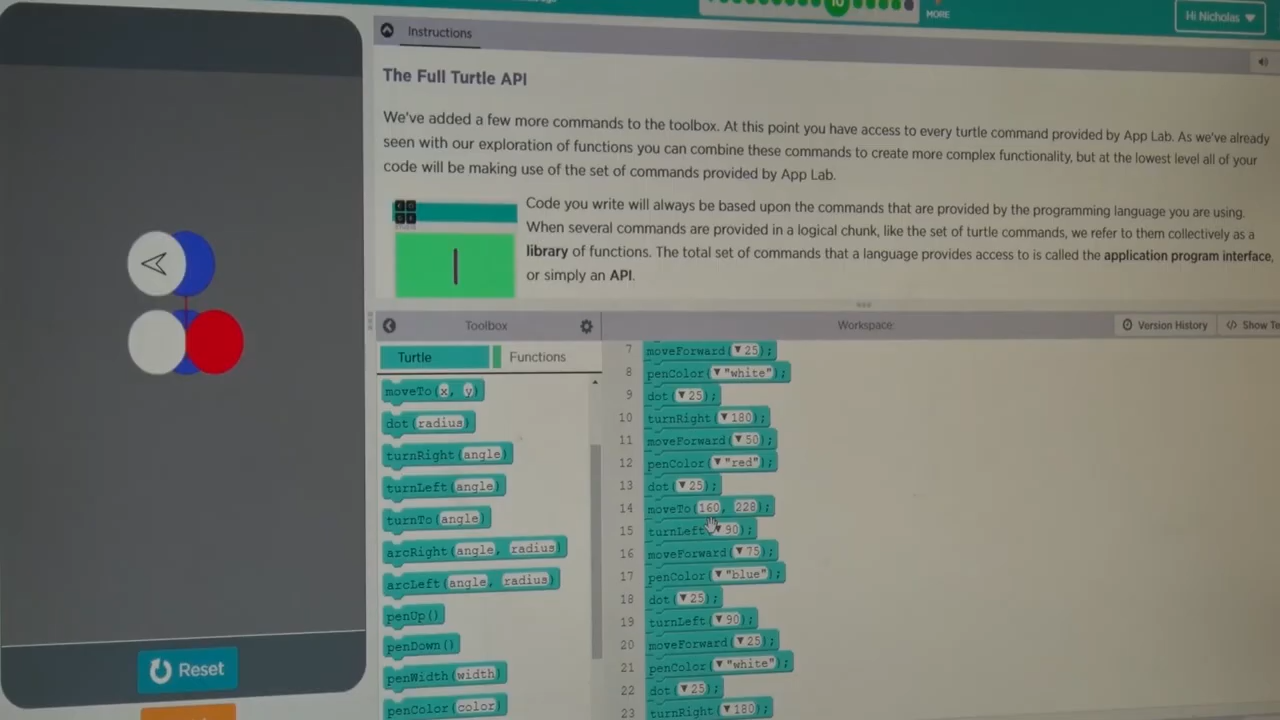 10
MORE
Hi Nicholas
Instructions
The Full Turtle API
We've added a few more commands to the toolbox. At this point you have access to every turtle command provided by App Lab. As we've already
seen with our exploration of functions you can combine these commands to create more complex functionality, but at the lowest level all of your
code will be making use of the set of commands provided by App Lab.
Code you write will always be based upon the commands that are provided by the programming language you are using.
When several commands are provided in a logical chunk, like the set of turtle commands, we refer to them collectively as a
library of functions. The total set of commands that a language provides access to is called the application program interface,
or simply an API.
Toolbox
Workspace:
Version History
</> Show Te
Turtle
Functions
moveTo(x, y)
dot(radius)
turnRight(angle)
turnLeft(angle)
turnTo(angle)
arcRight(angle, radius)
arcLeft(angle, radius)
penUp()
penDown()
penWidth(width)
penColor(color)
7 moveForward(▼25);
8 penColor(▼"white");
9 dot(▼25);
10 turnRight(▼180);
11 moveForward(▼50);
12 penColor(▼"red");
13 dot(▼25);
14 moveTo(160, 228);
15 turnLeft(▼90);
16 moveForward(▼75);
17 penColor(▼"blue");
18 dot(▼25);
19 turnLeft(▼90);
20 moveForward(▼25);
21 penColor(▼"white");
22 dot(▼25);
23 turnRight(▼180);
Reset